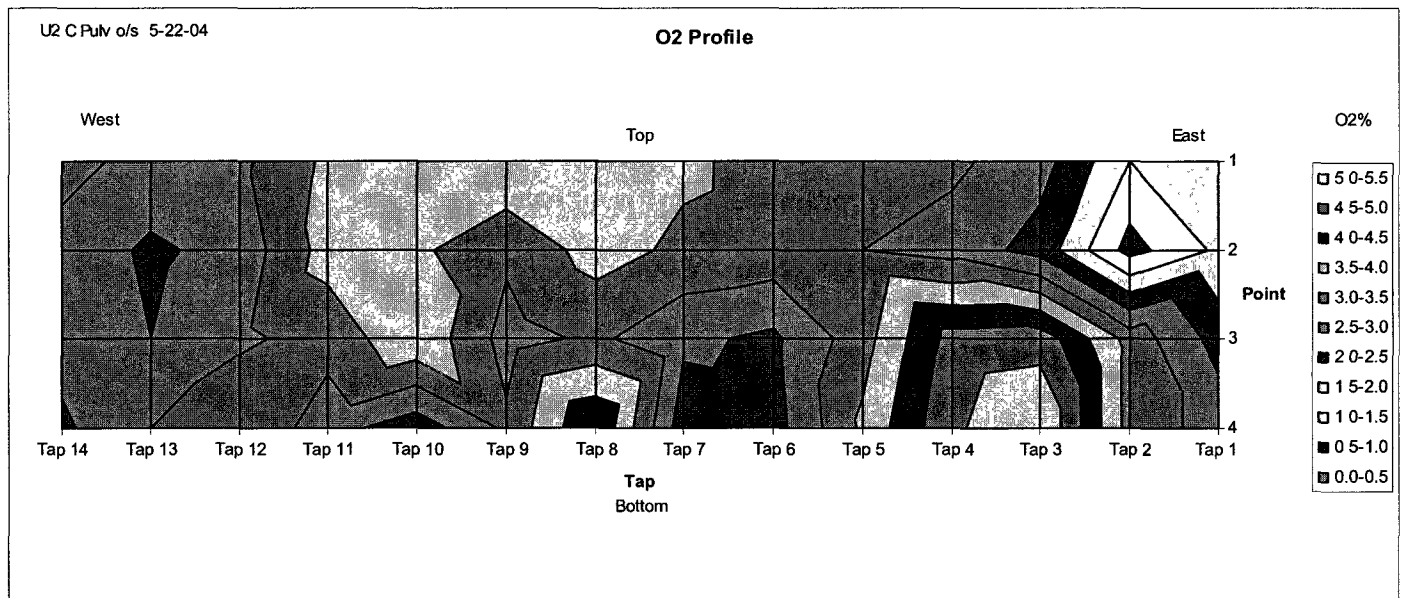 U2 C Pulv o/s 5-22-04
O2 Profile
West
Top
East
O2%
1
2
Point
3
4
5 0-5.5
4 5-5.0
4 0-4.5
3.5-4.0
3.0-3.5
2.5-3.0
2 0-2.5
1 5-2.0
1 0-1.5
0 5-1.0
0.0-0.5
Tap 14 Tap 13 Tap 12 Tap 11 Tap 10 Tap 9 Tap 8 Tap 7 Tap 6 Tap 5 Tap 4 Tap 3 Tap 2 Tap 1
Tap
Bottom